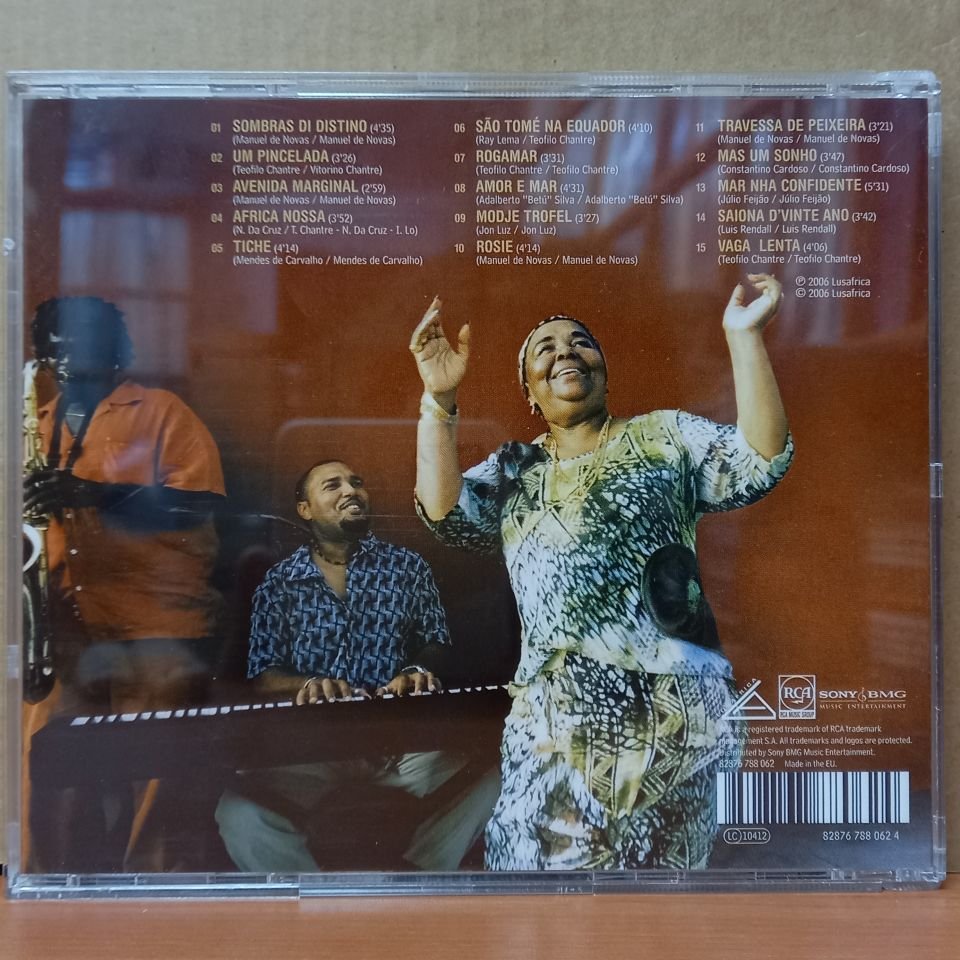 01 SOMBRAS DI DISTINO (4'35)
(Manuel de Novas / Manuel de Novas)
02 UM PINCELADA (3'26)
(Teofilo Chantre / Vitorino Chantre)
03 AVENIDA MARGINAL (2'59)
(Manuel de Novas / Manuel de Novas)
04 AFRICA NOSSA (3'52)
(N. Da Cruz / T. Chantre - N. Da Cruz - I. Lo)
05 TICHE (4'14)
(Mendes de Carvalho / Mendes de Carvalho)
06 SÃO TOMÉ NA EQUADOR (4'10)
(Ray Lema / Teofilo Chantre)
07 ROGAMAR (3'31)
(Teofilo Chantre / Teofilo Chantre)
08 AMOR E MAR (4'31)
(Adalberto "Betú" Silva / Adalberto "Betú" Silva)
09 MODJE TROFEL (3'27)
(Jon Luz / Jon Luz)
10 ROSIE (4'14)
(Manuel de Novas / Manuel de Novas)
11 TRAVESSA DE PEIXEIRA (3'21)
(Manuel de Novas / Manuel de Novas)
12 MAS UM SONHO (3'47)
(Constantino Cardoso / Constantino Cardoso)
13 MAR NHA CONFIDENTE (5'31)
(Júlio Feijão / Júlio Feijão)
14 SAIONA D'VINTE ANO (3'42)
(Luis Rendall / Luis Rendall)
15 VAGA LENTA (4'06)
(Teofilo Chantre / Teofilo Chantre)
℗ 2006 Lusafrica
© 2006 Lusafrica
RCA
RCA MUSIC GROUP
SONY BMG
MUSIC ENTERTAINMENT
is a registered trademark of RCA trademark
management S.A. All trademarks and logos are protected.
Distributed by Sony BMG Music Entertainment.
82876 788 062 Made in the EU.
LC 10412
82876 788 062 4